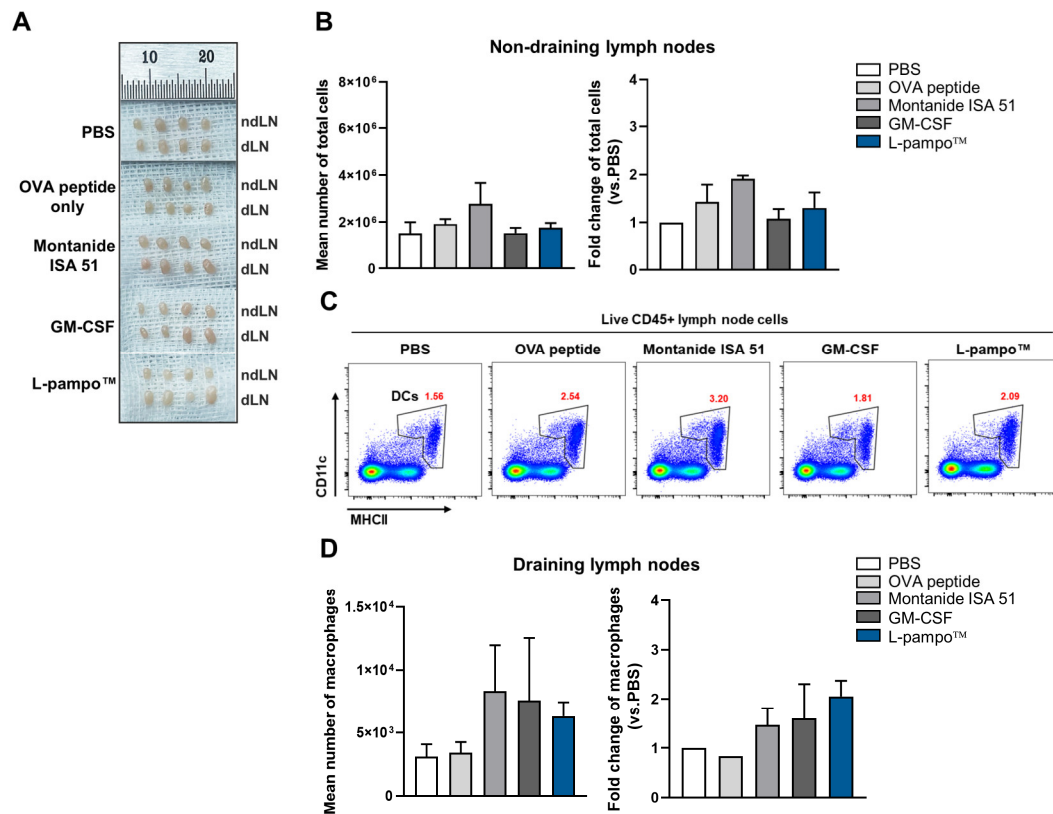 A
10 20
PBS
ndLN
dLN
OVA peptide
only
ndLN
dLN
Montanide
ISA 51
ndLN
dLN
GM-CSF
ndLN
dLN
L-pampo™
ndLN
dLN
B
Non-draining lymph nodes
Mean number of total cells
8×10⁶
6×10⁶
4×10⁶
2×10⁶
0
Fold change of total cells
(vs.PBS)
4
3
2
1
0
PBS
OVA peptide
Montanide ISA 51
GM-CSF
L-pampo™
C
Live CD45+ lymph node cells
PBS OVA peptide Montanide ISA 51 GM-CSF L-pampo™
DCs 1.56 2.54 3.20 1.81 2.09
CD11c
MHCII
D
Draining lymph nodes
Mean number of macrophages
1.5×10⁴
1×10⁴
5×10³
0
Fold change of macrophages
(vs.PBS)
4
3
2
1
0
PBS
OVA peptide
Montanide ISA 51
GM-CSF
L-pampo™